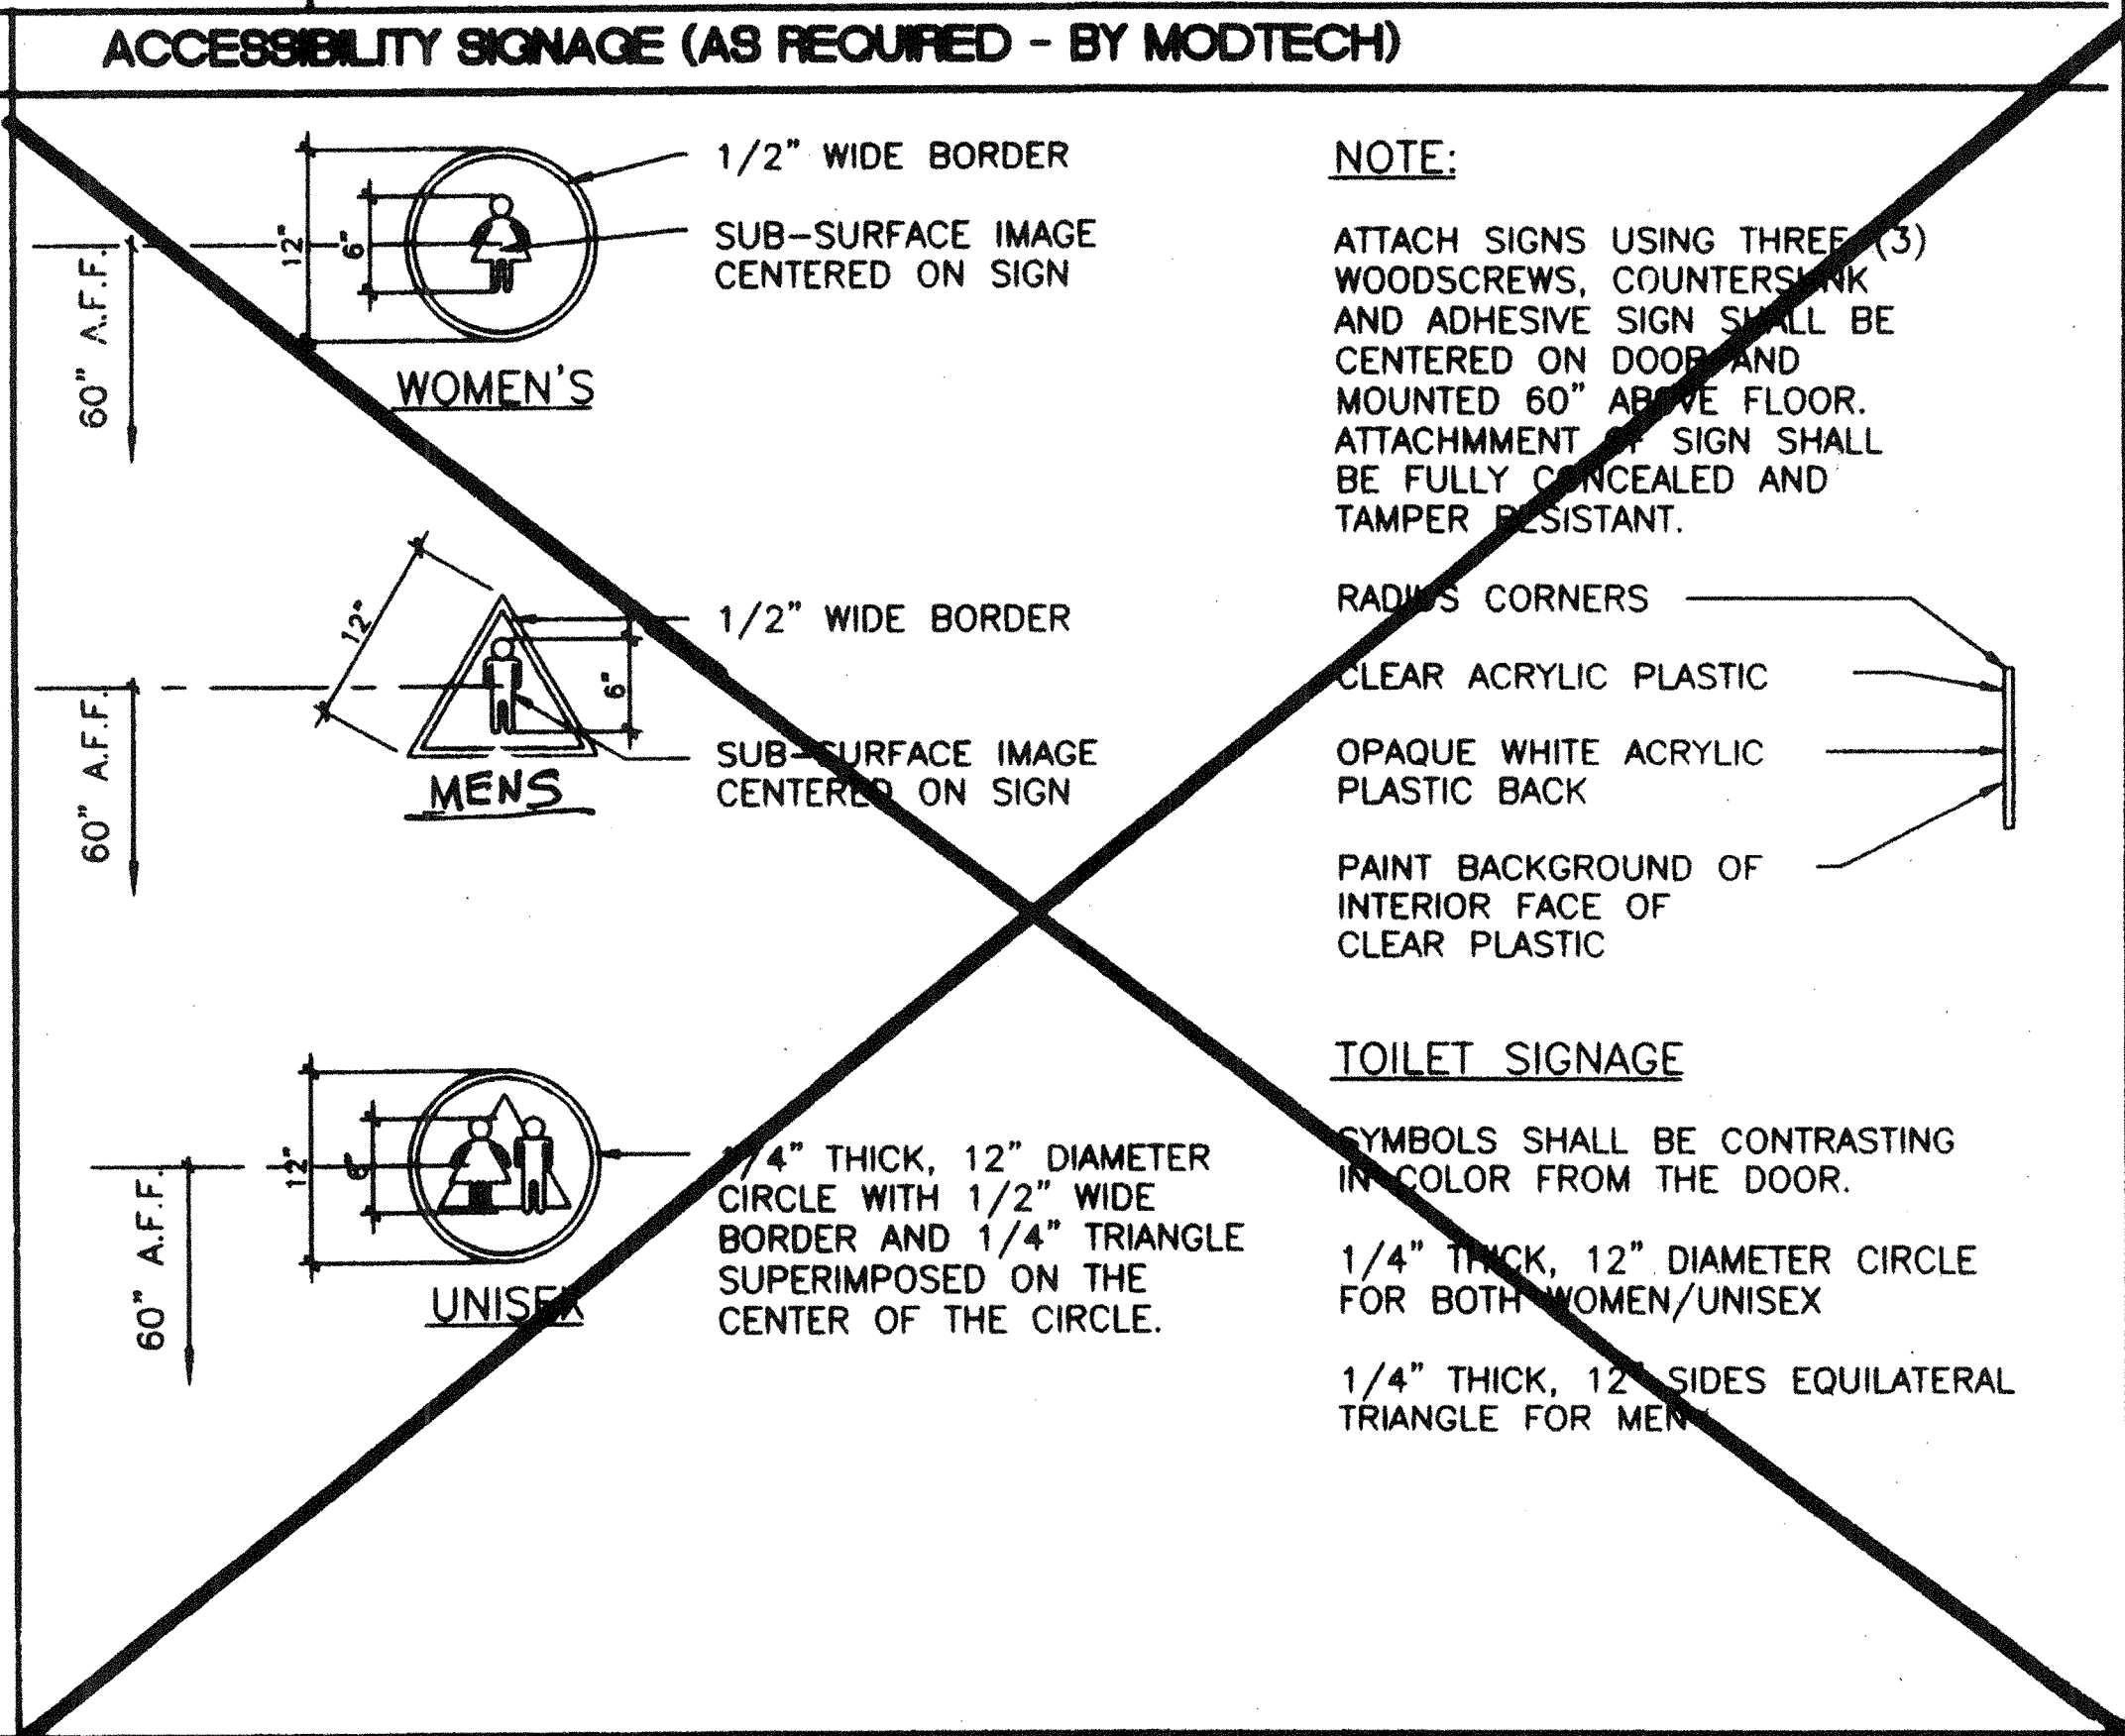 ACCESSIBILITY SIGNAGE (AS REQUIRED - BY MODTECH)
1/2" WIDE BORDER
SUB-SURFACE IMAGE
CENTERED ON SIGN
12"
6"
60" A.F.F.
WOMEN'S
1/2" WIDE BORDER
12"
6"
60" A.F.F.
SUB-SURFACE IMAGE
CENTERED ON SIGN
MENS
12"
6"
60" A.F.F.
1/4" THICK, 12" DIAMETER
CIRCLE WITH 1/2" WIDE
BORDER AND 1/4" TRIANGLE
SUPERIMPOSED ON THE
CENTER OF THE CIRCLE.
UNISEX
NOTE:
ATTACH SIGNS USING THREE (3)
WOODSCREWS, COUNTERSUNK
AND ADHESIVE SIGN SHALL BE
CENTERED ON DOOR AND
MOUNTED 60" ABOVE FLOOR.
ATTACHMMENT OF SIGN SHALL
BE FULLY CONCEALED AND
TAMPER RESISTANT.
RADIUS CORNERS
CLEAR ACRYLIC PLASTIC
OPAQUE WHITE ACRYLIC
PLASTIC BACK
PAINT BACKGROUND OF
INTERIOR FACE OF
CLEAR PLASTIC
TOILET SIGNAGE
SYMBOLS SHALL BE CONTRASTING
IN COLOR FROM THE DOOR.
1/4" THICK, 12" DIAMETER CIRCLE
FOR BOTH WOMEN/UNISEX
1/4" THICK, 12" SIDES EQUILATERAL
TRIANGLE FOR MEN